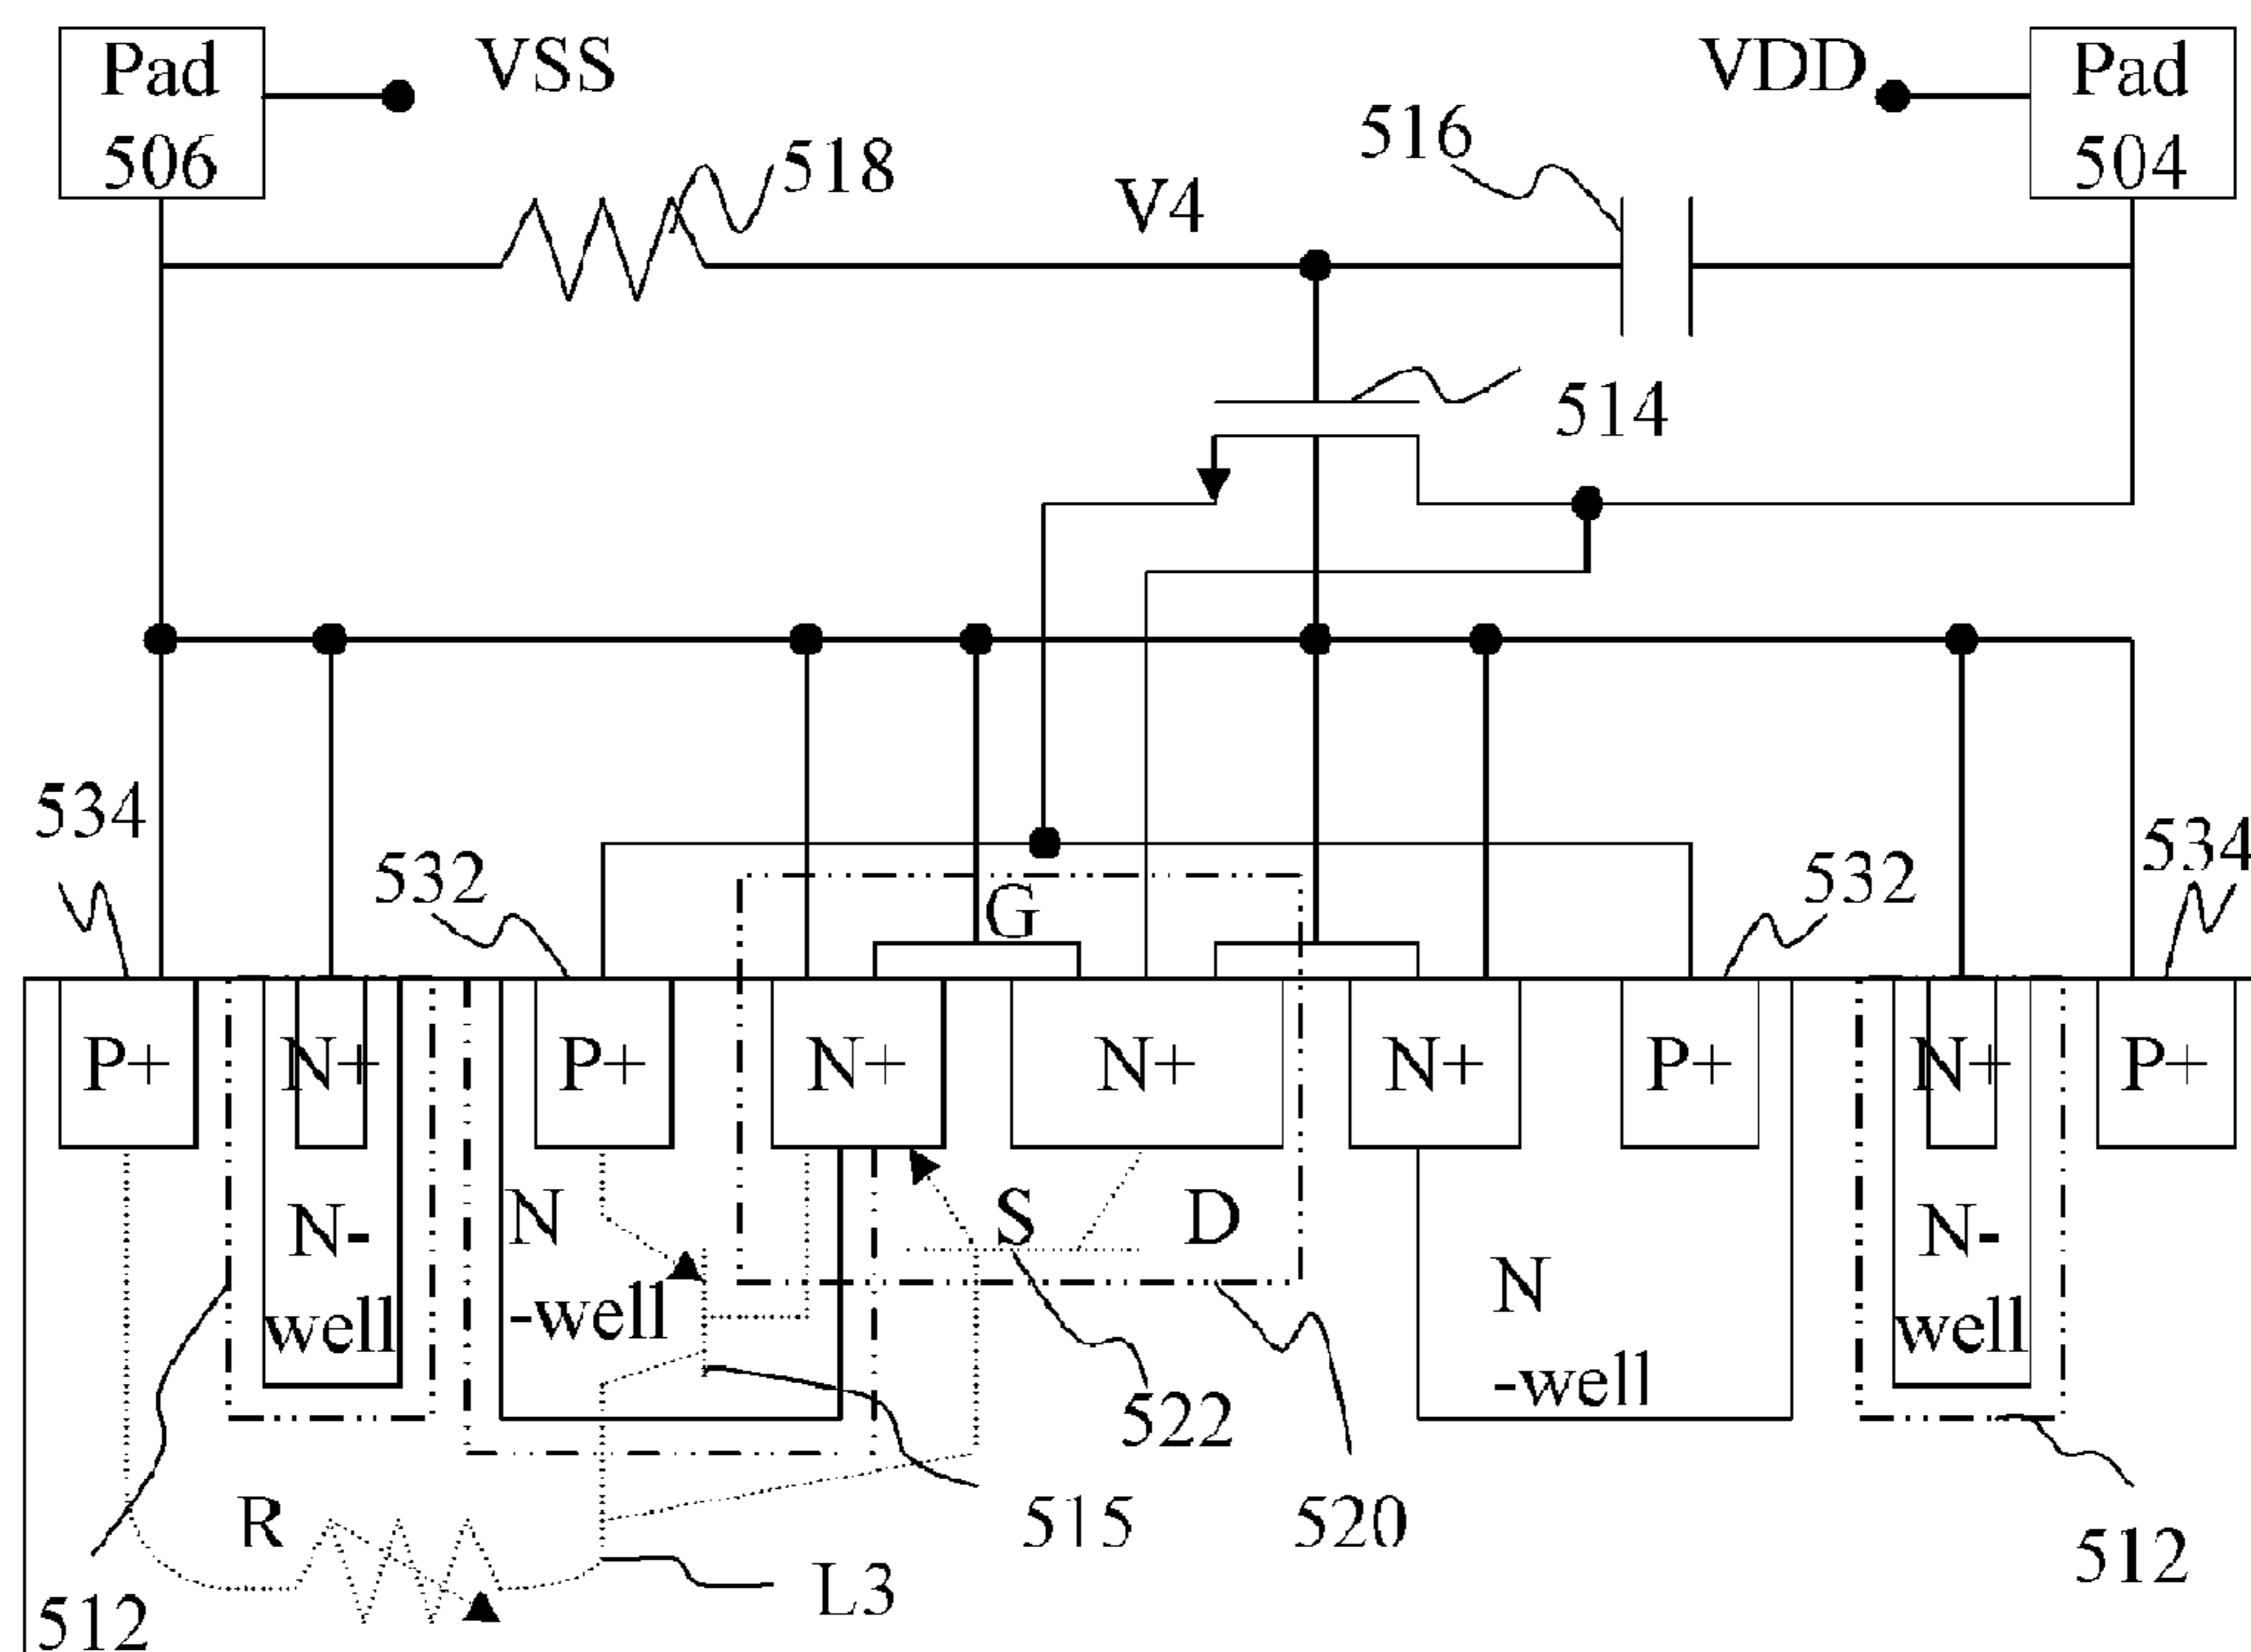 Pad
506
VSS
VDD
Pad
504
518
V4
516
514
534
532
G
532
534
P+
N+
P+
N+
N+
N+
P+
N+
P+
N-
well
N
-well
S
D
N
-well
N-
well
522
R
515
520
512
L3
512